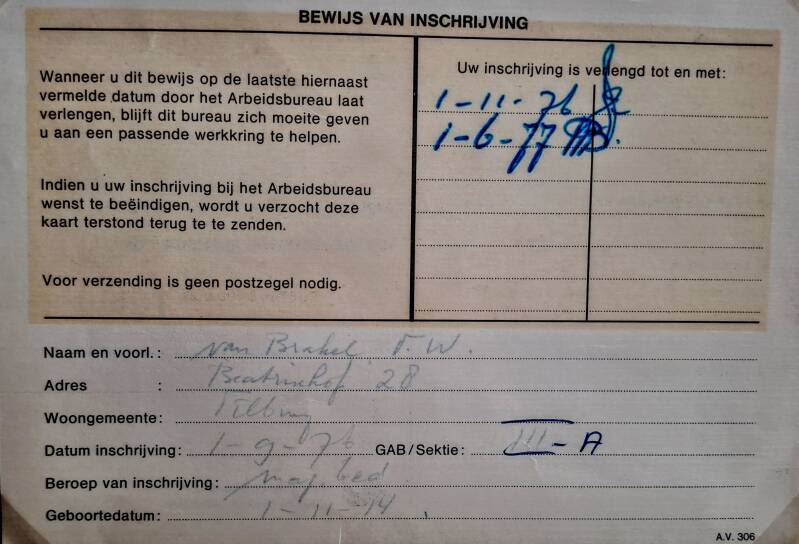 BEWIJS VAN INSCHRIJVING
Wanneer u dit bewijs op de laatste hiernaast
vermelde datum door het Arbeidsbureau laat
verlengen, blijft dit bureau zich moeite geven
u aan een passende werkkring te helpen.
Indien u uw inschrijving bij het Arbeidsbureau
wenst te beëindigen, wordt u verzocht deze
kaart terstond terug te te zenden.
Voor verzending is geen postzegel nodig.
Uw inschrijving is verlengd tot en met:
1-11-76
1-6-77
Naam en voorl.: van Brakel F.W.
Adres : Beatrixhof 28
Woongemeente: Tilburg
Datum inschrijving: 1-9-76 GAB/Sektie: III-A
Beroep van inschrijving: mag. bed
Geboortedatum: 1-11-14
A.V. 306